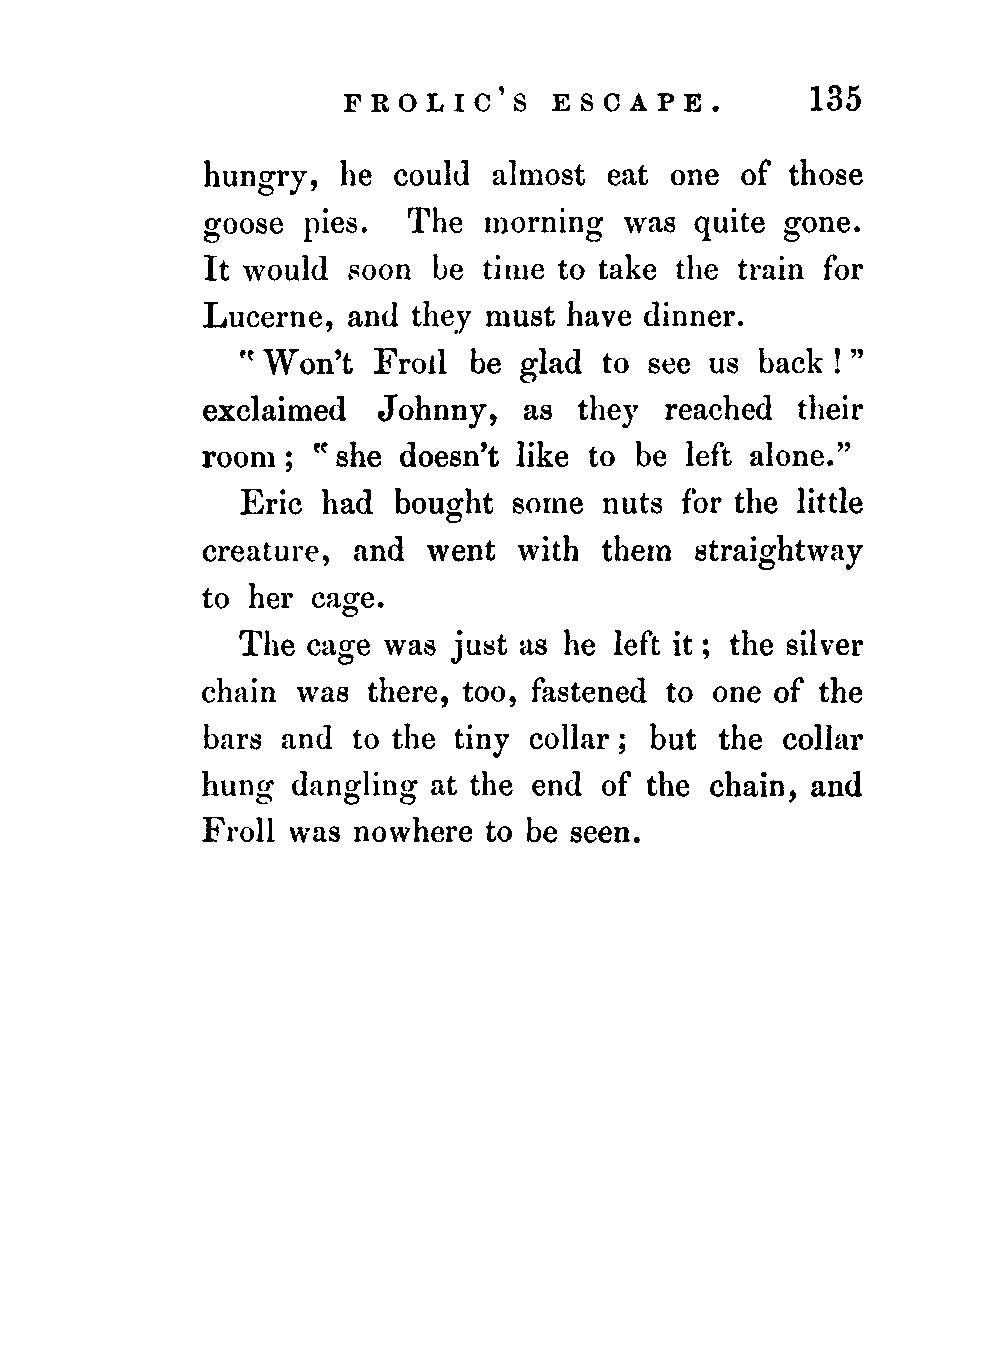 FROLIC'S ESCAPE. 135
hungry, he could almost eat one of those
goose pies. The morning was quite gone.
It would soon be time to take the train for
Lucerne, and they must have dinner.
"Won't Froll be glad to see us back!"
exclaimed Johnny, as they reached their
room; "she doesn't like to be left alone."
Eric had bought some nuts for the little
creature, and went with them straightway
to her cage.
The cage was just as he left it; the silver
chain was there, too, fastened to one of the
bars and to the tiny collar; but the collar
hung dangling at the end of the chain, and
Froll was nowhere to be seen.